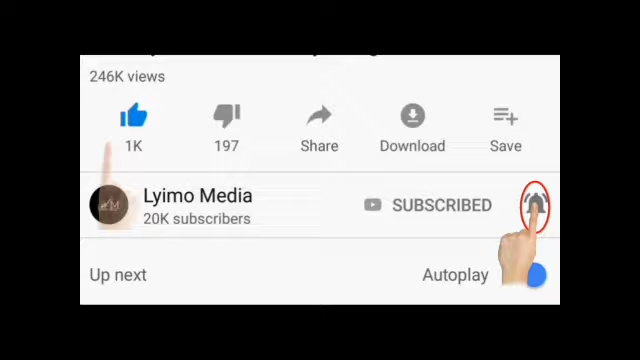 246K views
1K 197 Share Download Save
Lyimo Media
20K subscribers
SUBSCRIBED
Up next Autoplay